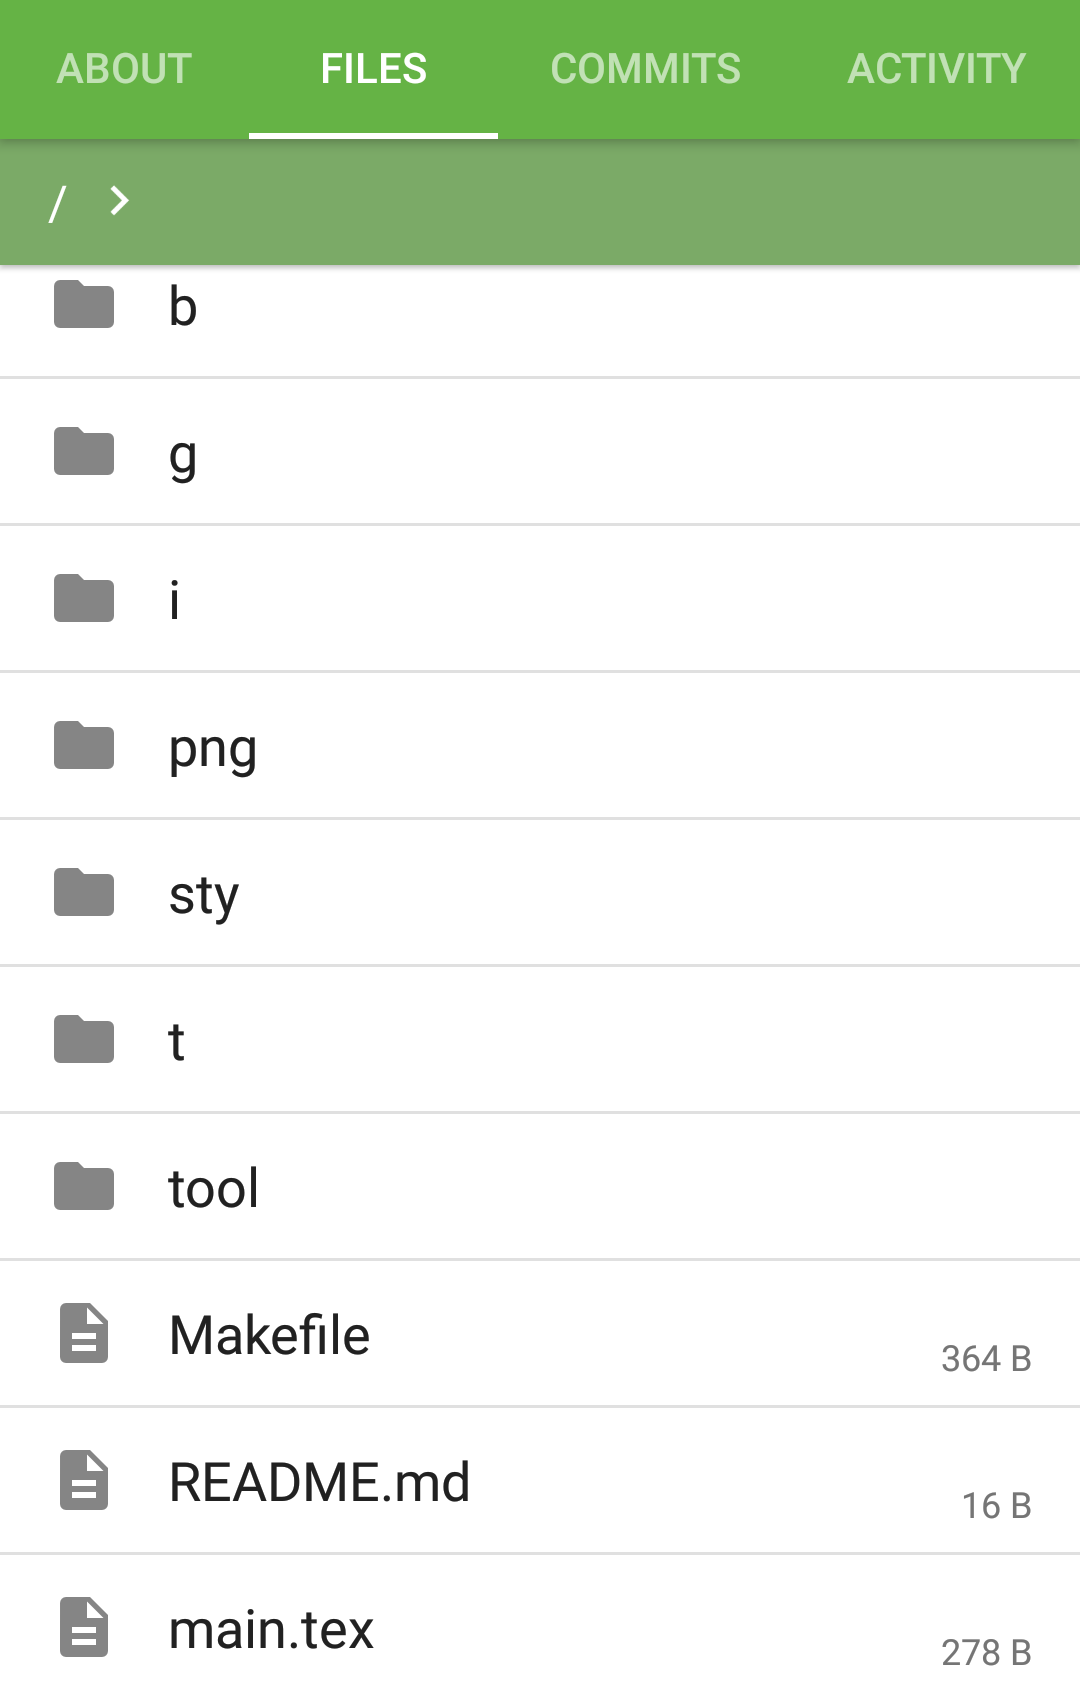 ABOUT FILES COMMITS ACTIVITY
/ >
b
g
i
png
sty
t
tool
Makefile 364 B
README.md 16 B
main.tex 278 B